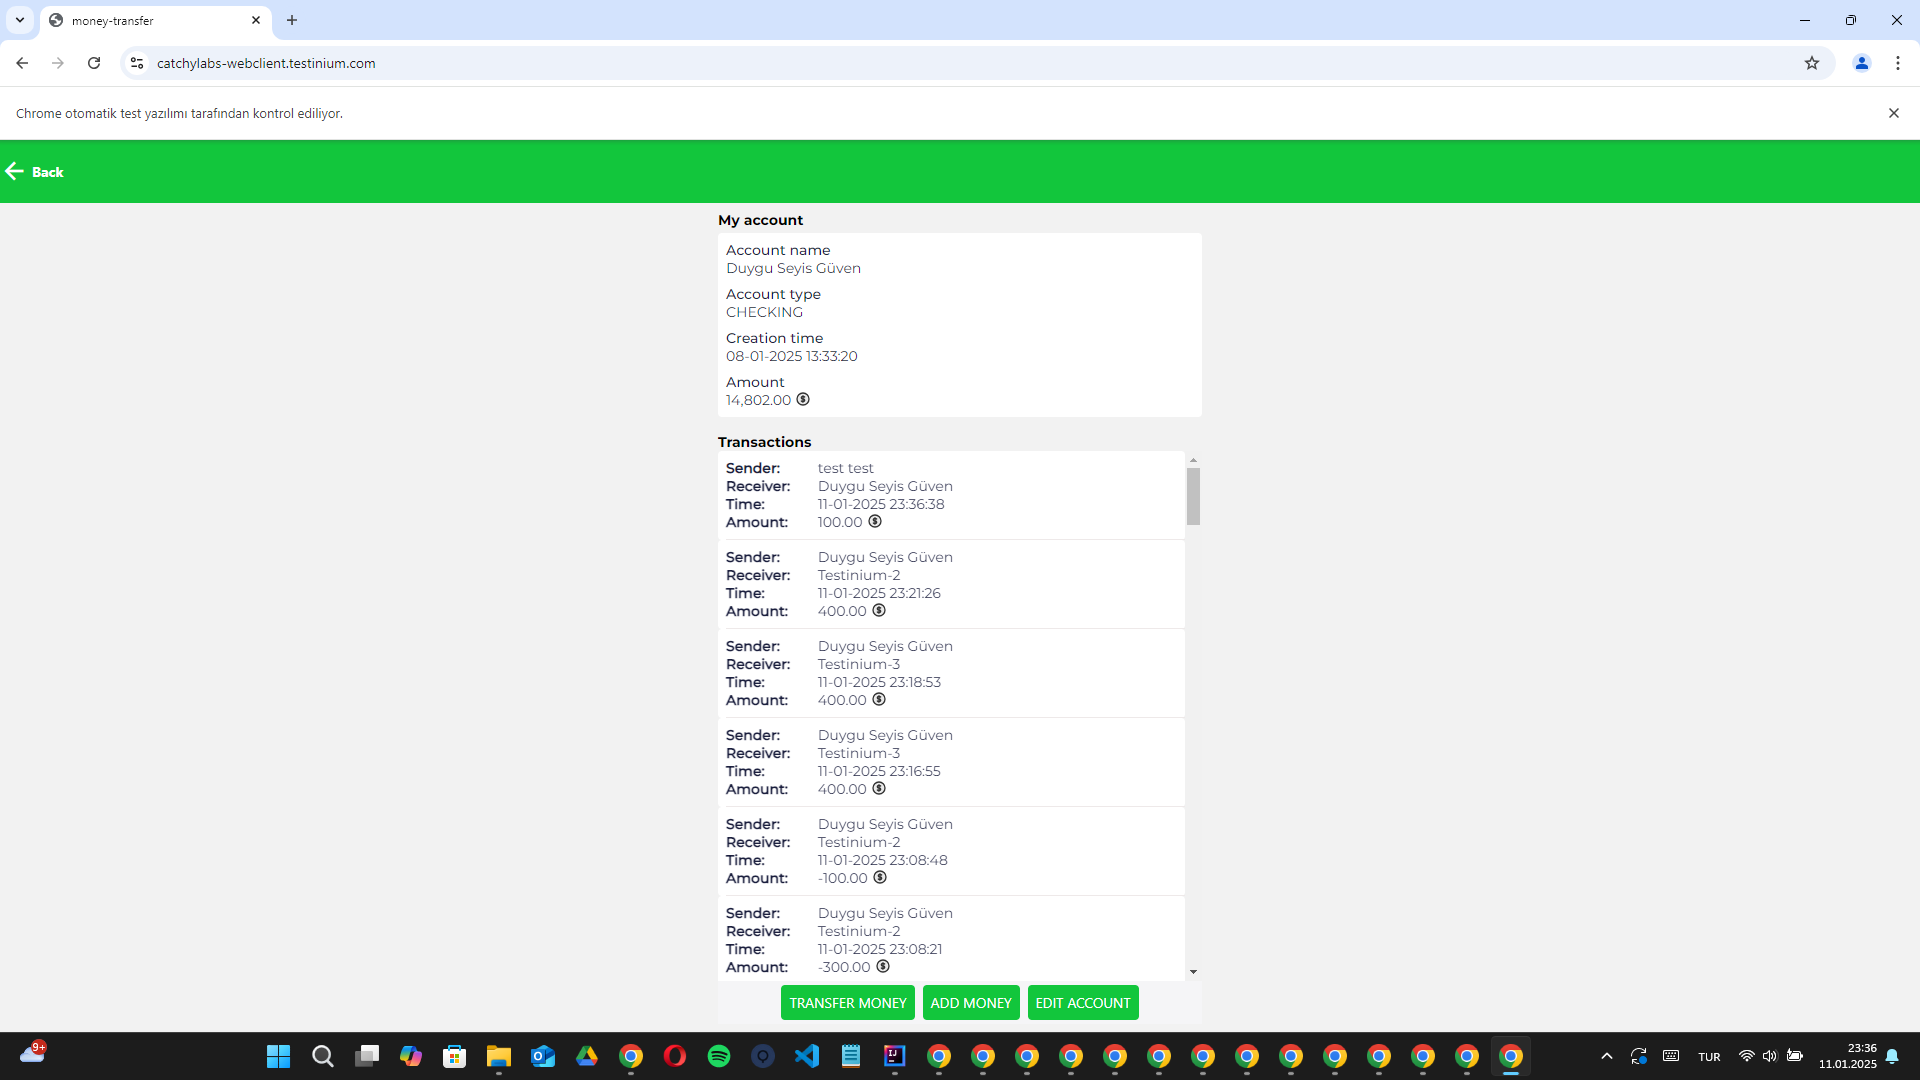 money-transfer
catchylabs-webclient.testinium.com
Chrome otomatik test yazılımı tarafından kontrol ediliyor.
Back
My account
Account name
Duygu Seyis Güven
Account type
CHECKING
Creation time
08-01-2025 13:33:20
Amount
14,802.00
Transactions
Sender: test test
Receiver: Duygu Seyis Güven
Time: 11-01-2025 23:36:38
Amount: 100.00
Sender: Duygu Seyis Güven
Receiver: Testinium-2
Time: 11-01-2025 23:21:26
Amount: 400.00
Sender: Duygu Seyis Güven
Receiver: Testinium-3
Time: 11-01-2025 23:18:53
Amount: 400.00
Sender: Duygu Seyis Güven
Receiver: Testinium-3
Time: 11-01-2025 23:16:55
Amount: 400.00
Sender: Duygu Seyis Güven
Receiver: Testinium-2
Time: 11-01-2025 23:08:48
Amount: -100.00
Sender: Duygu Seyis Güven
Receiver: Testinium-2
Time: 11-01-2025 23:08:21
Amount: -300.00
TRANSFER MONEY ADD MONEY EDIT ACCOUNT
9+
TUR
23:36
11.01.2025